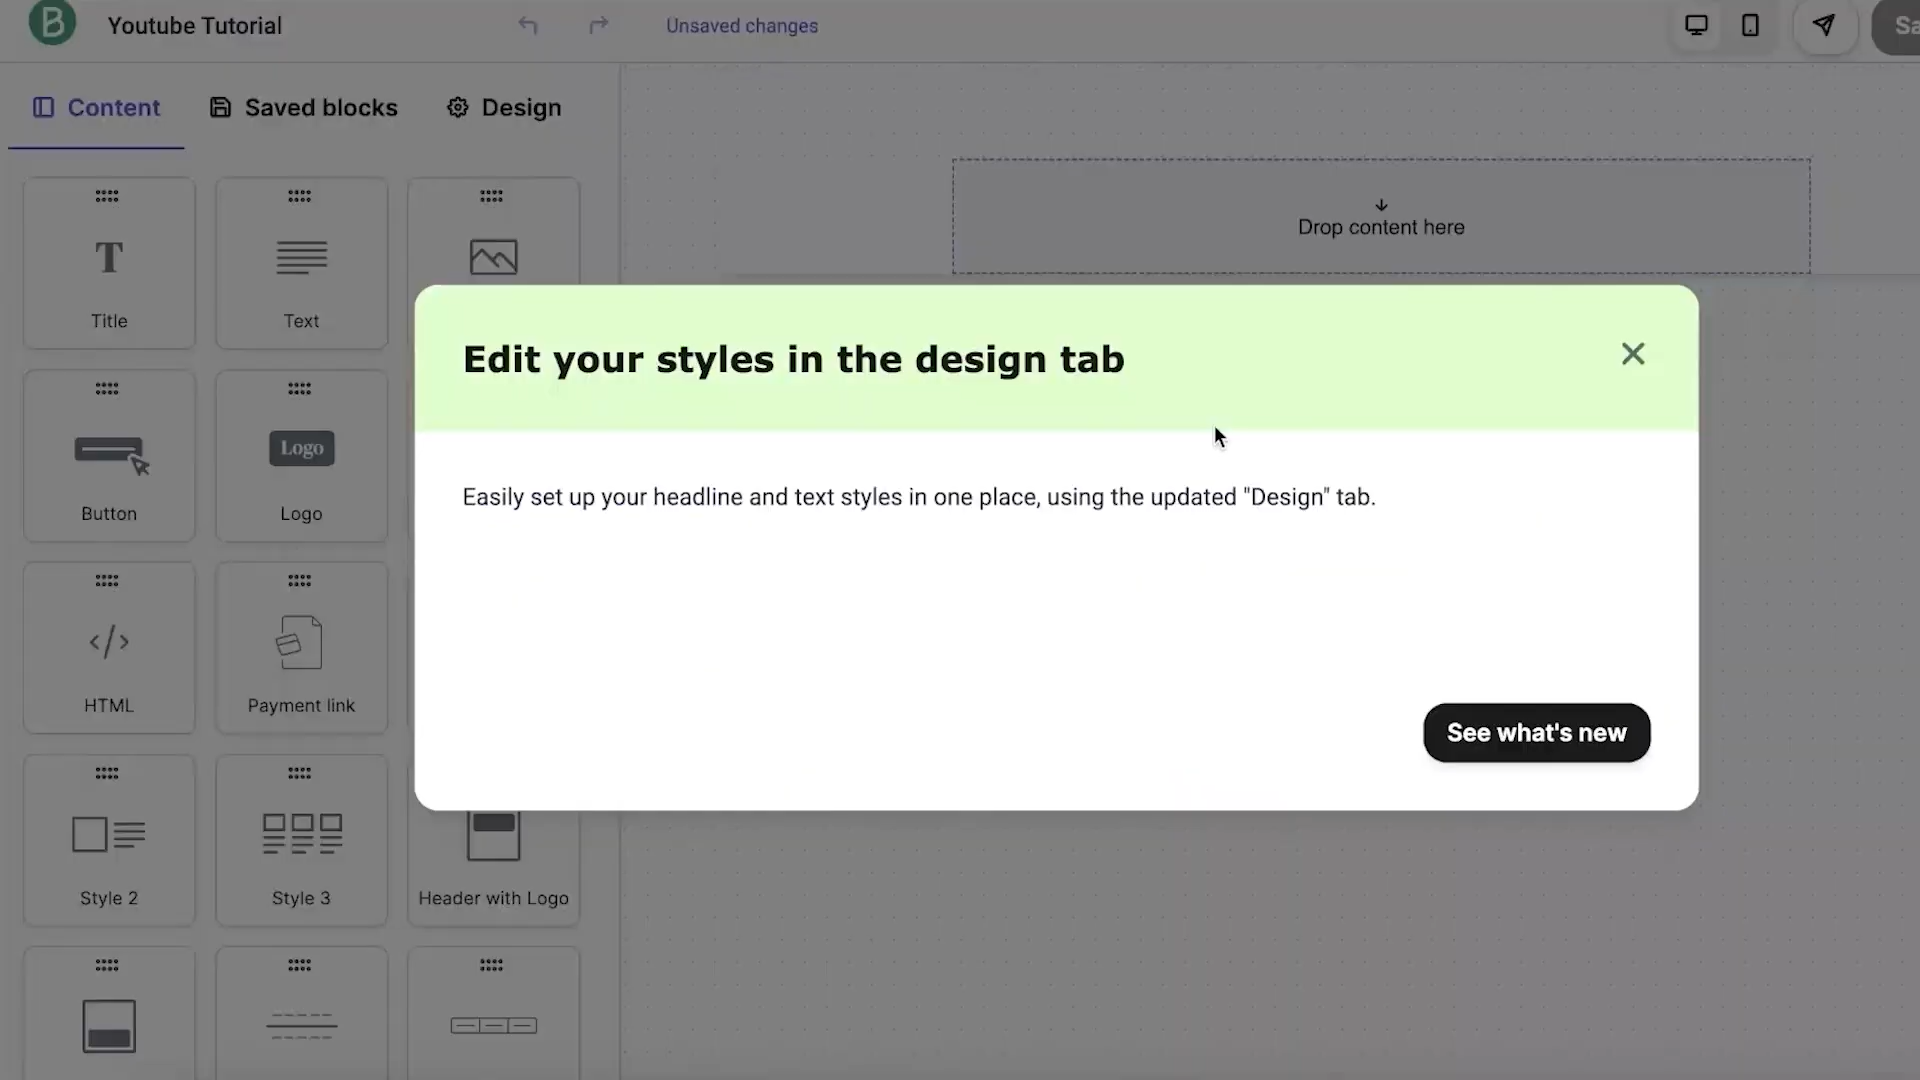 B
Youtube Tutorial
Unsaved changes
Content
Saved blocks
Design
Drop content here
T
Title
Text
Edit your styles in the design tab
Easily set up your headline and text styles in one place, using the updated "Design" tab.
See what's new
Button
Logo
Logo
</>
HTML
Payment link
Style 2
Style 3
Header with Logo